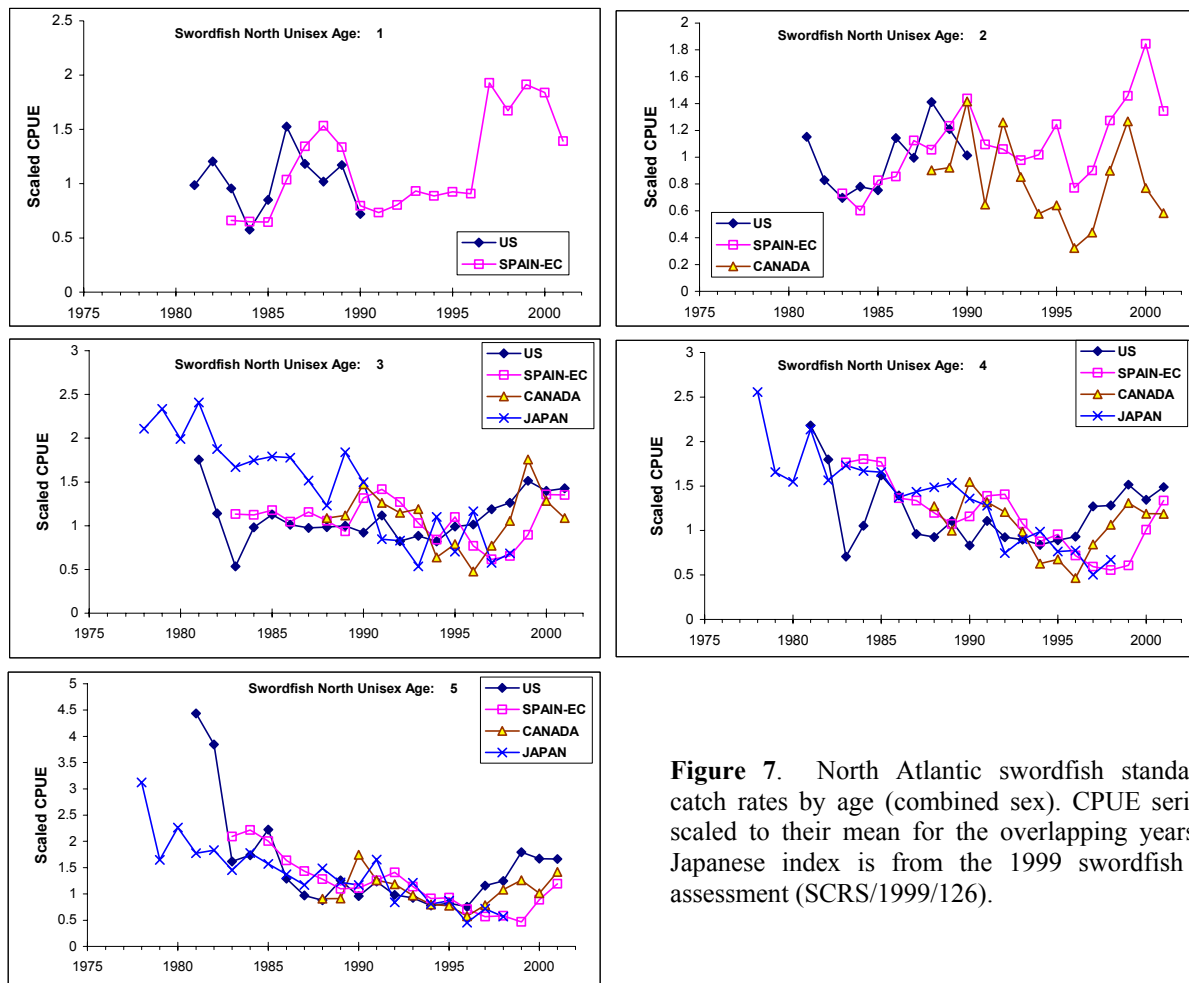 Swordfish North Unisex Age: 1
Scaled CPUE
2.5
2
1.5
1
0.5
0
1975 1980 1985 1990 1995 2000
US
SPAIN-EC
Swordfish North Unisex Age: 2
Scaled CPUE
2
1.8
1.6
1.4
1.2
1
0.8
0.6
0.4
0.2
0
1975 1980 1985 1990 1995 2000
US
SPAIN-EC
CANADA
Swordfish North Unisex Age: 3
Scaled CPUE
3
2.5
2
1.5
1
0.5
0
1975 1980 1985 1990 1995 2000
US
SPAIN-EC
CANADA
JAPAN
Swordfish North Unisex Age: 4
Scaled CPUE
3
2.5
2
1.5
1
0.5
0
1975 1980 1985 1990 1995 2000
US
SPAIN-EC
CANADA
JAPAN
Swordfish North Unisex Age: 5
Scaled CPUE
5
4.5
4
3.5
3
2.5
2
1.5
1
0.5
0
1975 1980 1985 1990 1995 2000
US
SPAIN-EC
CANADA
JAPAN
Figure 7. North Atlantic swordfish standa
catch rates by age (combined sex). CPUE seri
scaled to their mean for the overlapping years
Japanese index is from the 1999 swordfish
assessment (SCRS/1999/126).